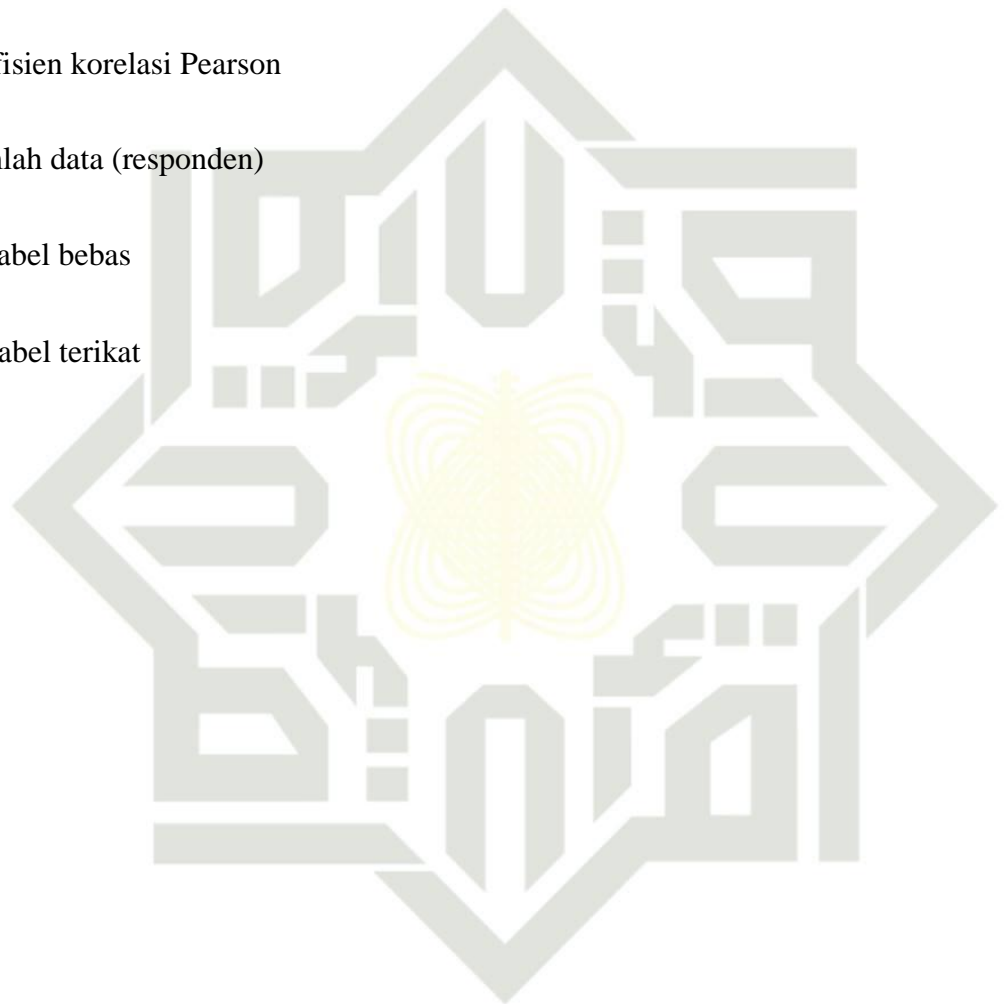 fisien korelasi Pearson
nlah data (responden)
abel bebas
abel terikat